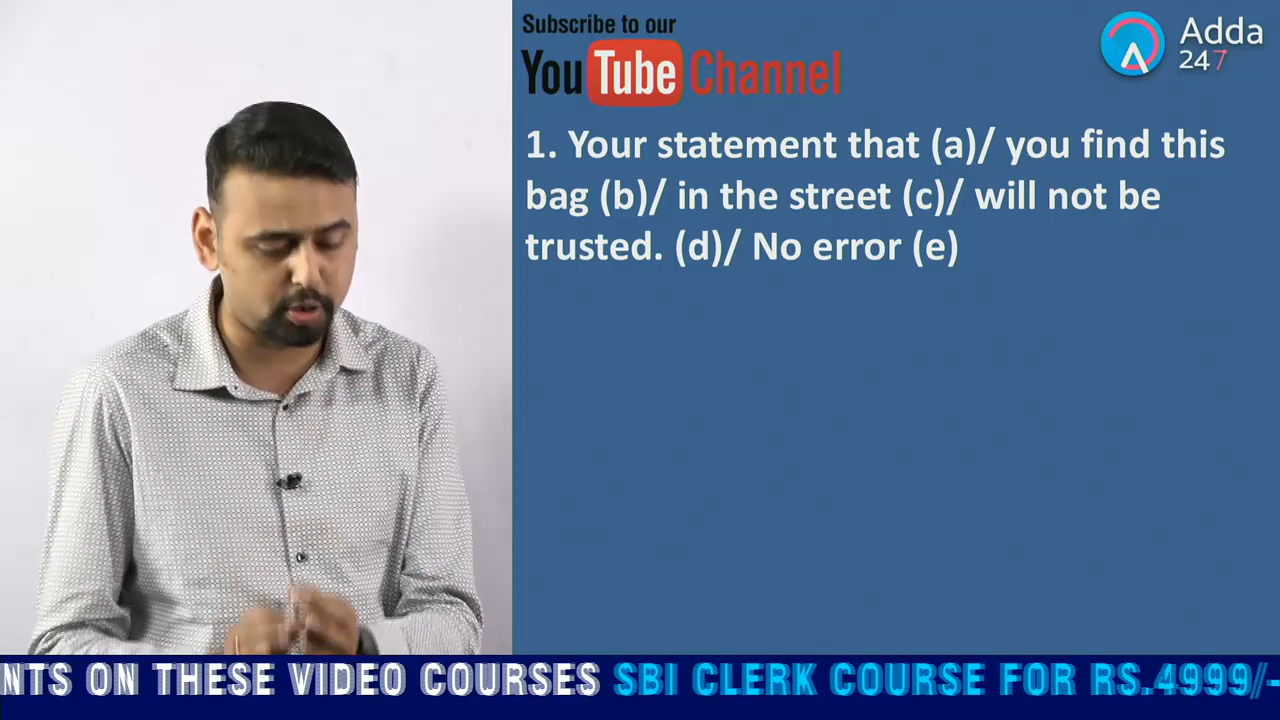 Subscribe to our
YouTube Channel
Adda
247
1. Your statement that (a)/ you find this
bag (b)/ in the street (c)/ will not be
trusted. (d)/ No error (e)
NTS ON THESE VIDEO COURSES SBI CLERK COURSE FOR RS.4999/-